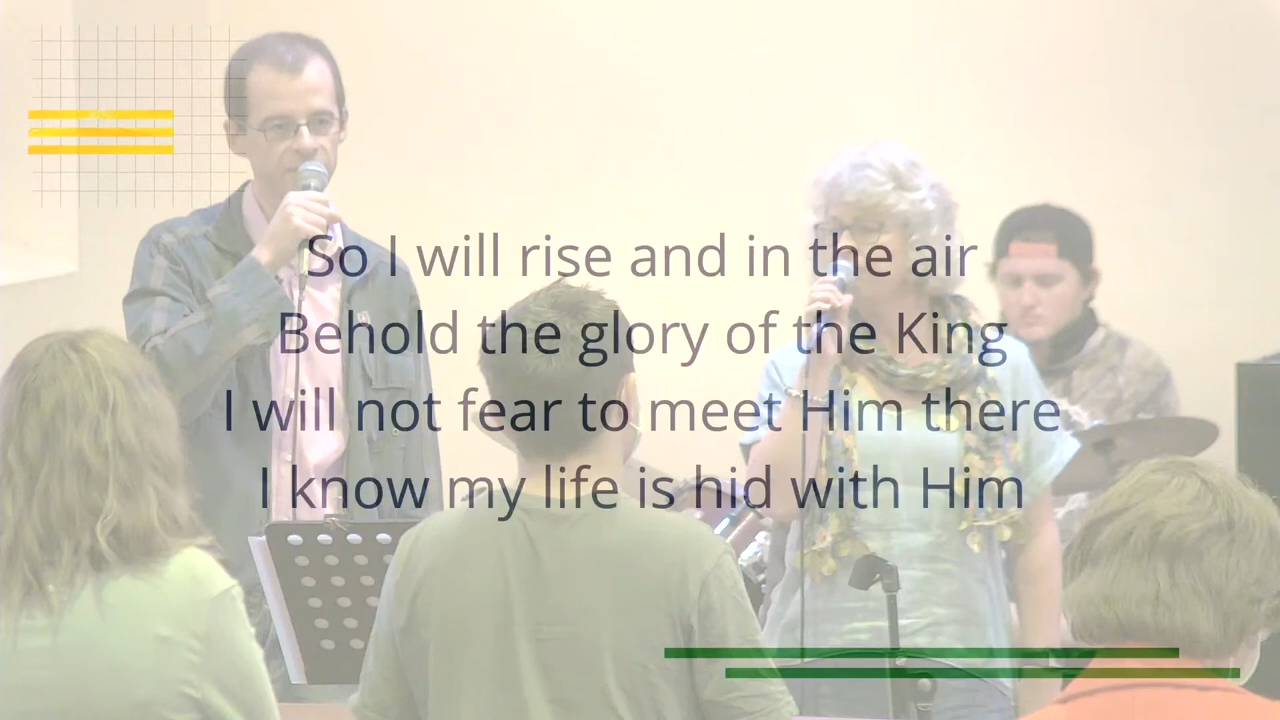 So I will rise and in the air
Behold the glory of the King
I will not fear to meet Him there
I know my life is hid with Him